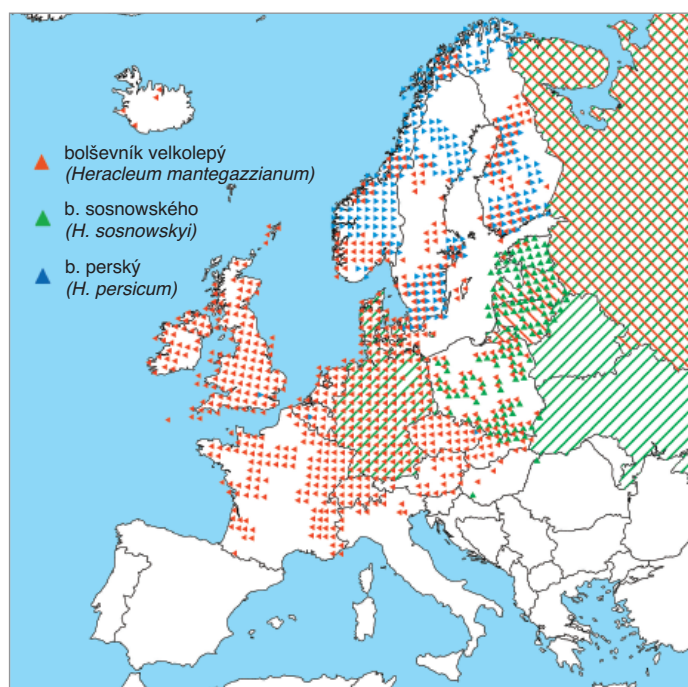 bolševník velkolepý
(Heracleum mantegazzianum)
b. sosnowského
(H. sosnowskyi)
b. perský
(H. persicum)